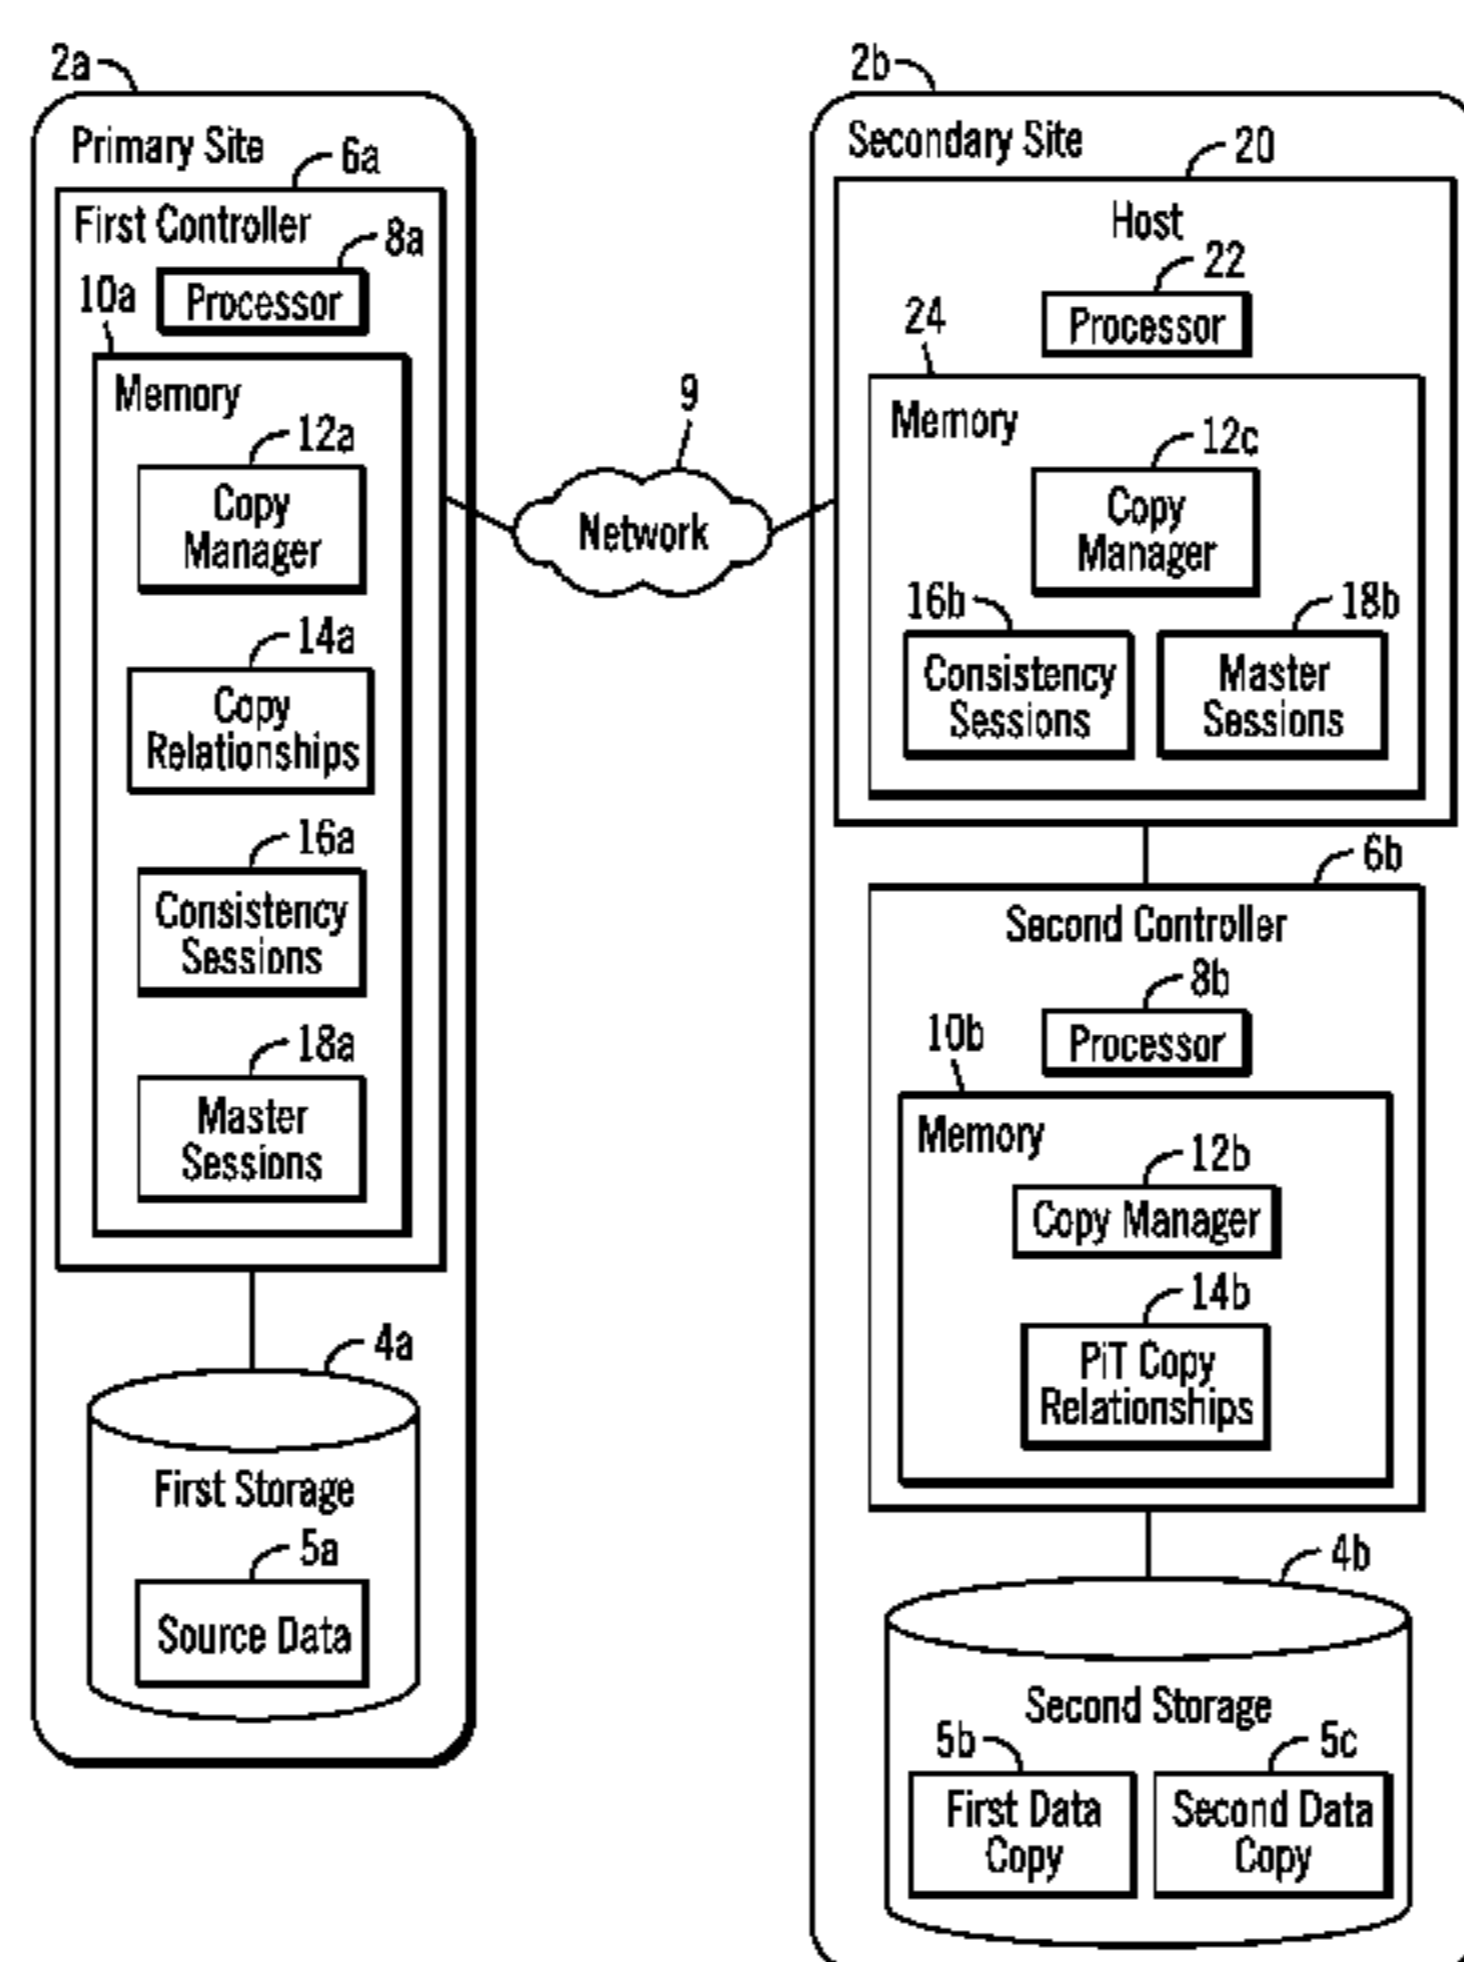 2a
Primary Site
6a
First Controller
8a
10a
Processor
Memory
12a
Copy
Manager
14a
Copy
Relationships
16a
Consistency
Sessions
18a
Master
Sessions
4a
First Storage
5a
Source Data
9
Network
2b
Secondary Site
20
Host
22
24
Processor
Memory
12c
Copy
Manager
16b
18b
Consistency
Sessions
Master
Sessions
6b
Second Controller
8b
10b
Processor
Memory
12b
Copy Manager
14b
PiT Copy
Relationships
4b
Second Storage
5b
5c
First Data
Copy
Second Data
Copy